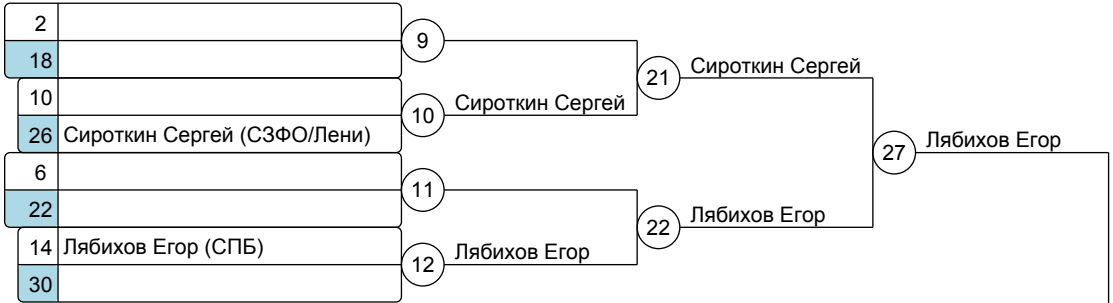 2
9
18
21 Сироткин Сергей
10
10 Сироткин Сергей
26 Сироткин Сергей (СЗФО/Лени)
27 Лябихов Егор
6
11
22
22 Лябихов Егор
14 Лябихов Егор (СПБ)
12 Лябихов Егор
30